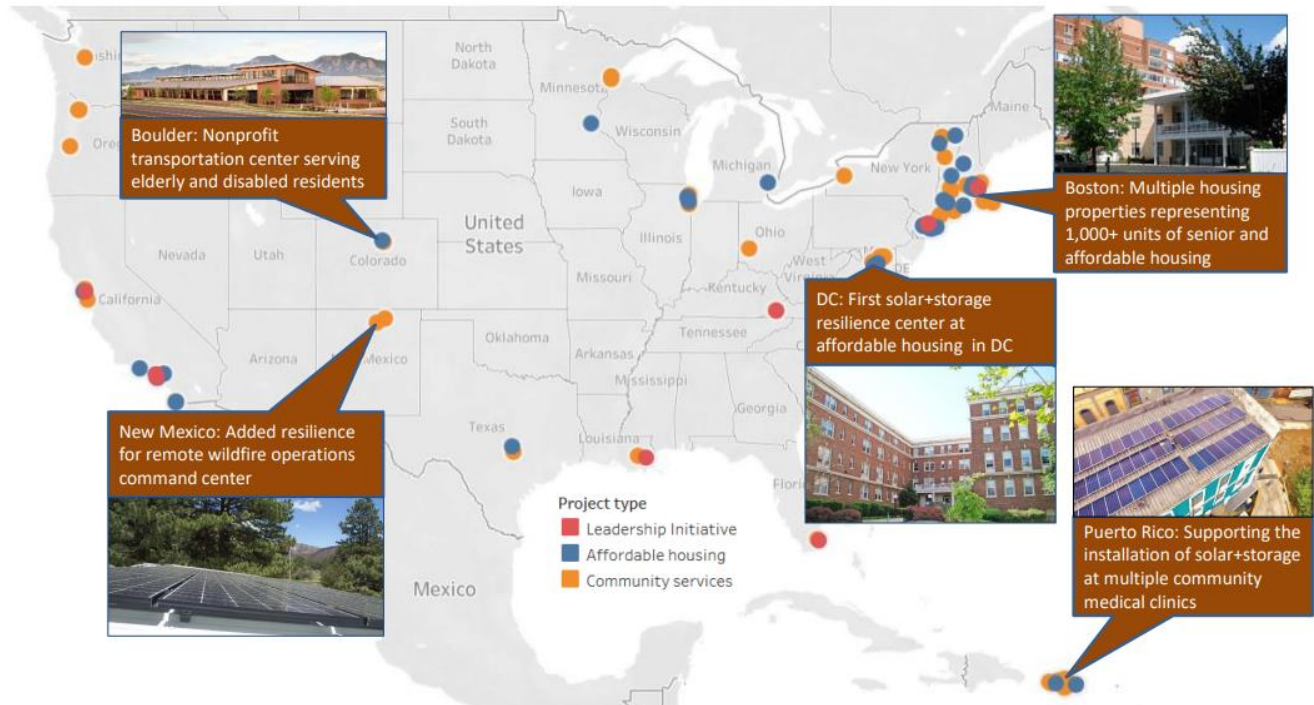 Washi
North
Dakota
Minnesota
Maine
Ore
South
Dakota
Wisconsin
Michigan
New York
Boulder: Nonprofit
transportation center serving
elderly and disabled residents
Boston: Multiple housing
properties representing
1,000+ units of senior and
affordable housing
Iowa
United
States
Illinois
Ohio
Nevada
Utah
Colorado
Missouri
West
Virginia
DE
California
Kentucky
DC: First solar+storage
resilience center at
affordable housing in DC
Tennessee
Oklahoma
Arizona
Mexico
Arkansas
Mississippi
Georgia
New Mexico: Added resilience
for remote wildfire operations
command center
Texas
Louisiana
Flori
Project type
Leadership Initiative
Affordable housing
Community services
Puerto Rico: Supporting the
installation of solar+storage
at multiple community
medical clinics
Mexico